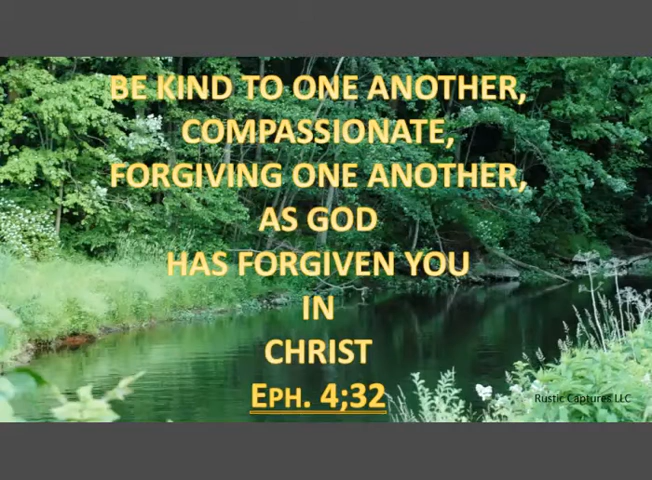 BE KIND TO ONE ANOTHER,
COMPASSIONATE,
FORGIVING ONE ANOTHER,
AS GOD
HAS FORGIVEN YOU
IN
CHRIST
EPH. 4;32
Rustic Captures LLC